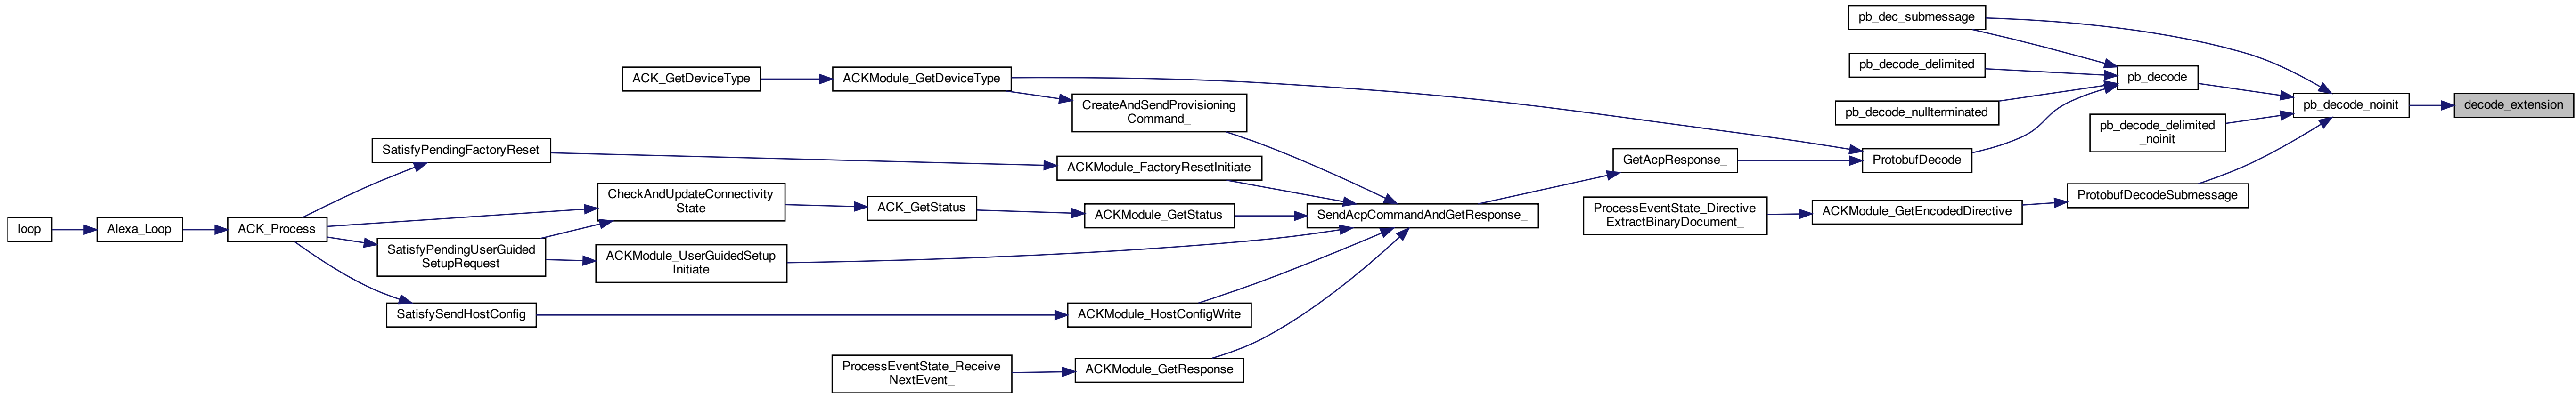 pb_dec_submessage
pb_decode_delimited
ACK_GetDeviceType
ACKModule_GetDeviceType
pb_decode
CreateAndSendProvisioning
Command_
pb_decode_nullterminated
pb_decode_noinit
decode_extension
pb_decode_delimited
_noinit
SatisfyPendingFactoryReset
ACKModule_FactoryResetInitiate
GetAcpResponse_
ProtobufDecode
CheckAndUpdateConnectivity
State
ProtobufDecodeSubmessage
ACK_GetStatus
ACKModule_GetStatus
SendAcpCommandAndGetResponse_
ProcessEventState_Directive
ExtractBinaryDocument_
ACKModule_GetEncodedDirective
loop
Alexa_Loop
ACK_Process
SatisfyPendingUserGuided
SetupRequest
ACKModule_UserGuidedSetup
Initiate
SatisfySendHostConfig
ACKModule_HostConfigWrite
ProcessEventState_Receive
NextEvent_
ACKModule_GetResponse